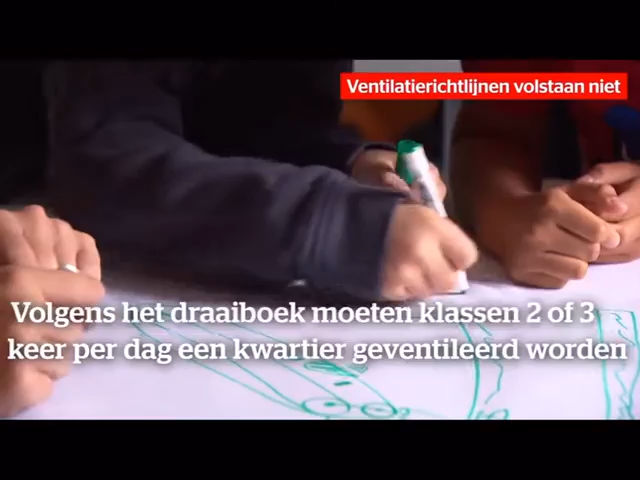 Ventilatierichtlijnen volstaan niet
Volgens het draaiboek moeten klassen 2 of 3
keer per dag een kwartier geventileerd worden